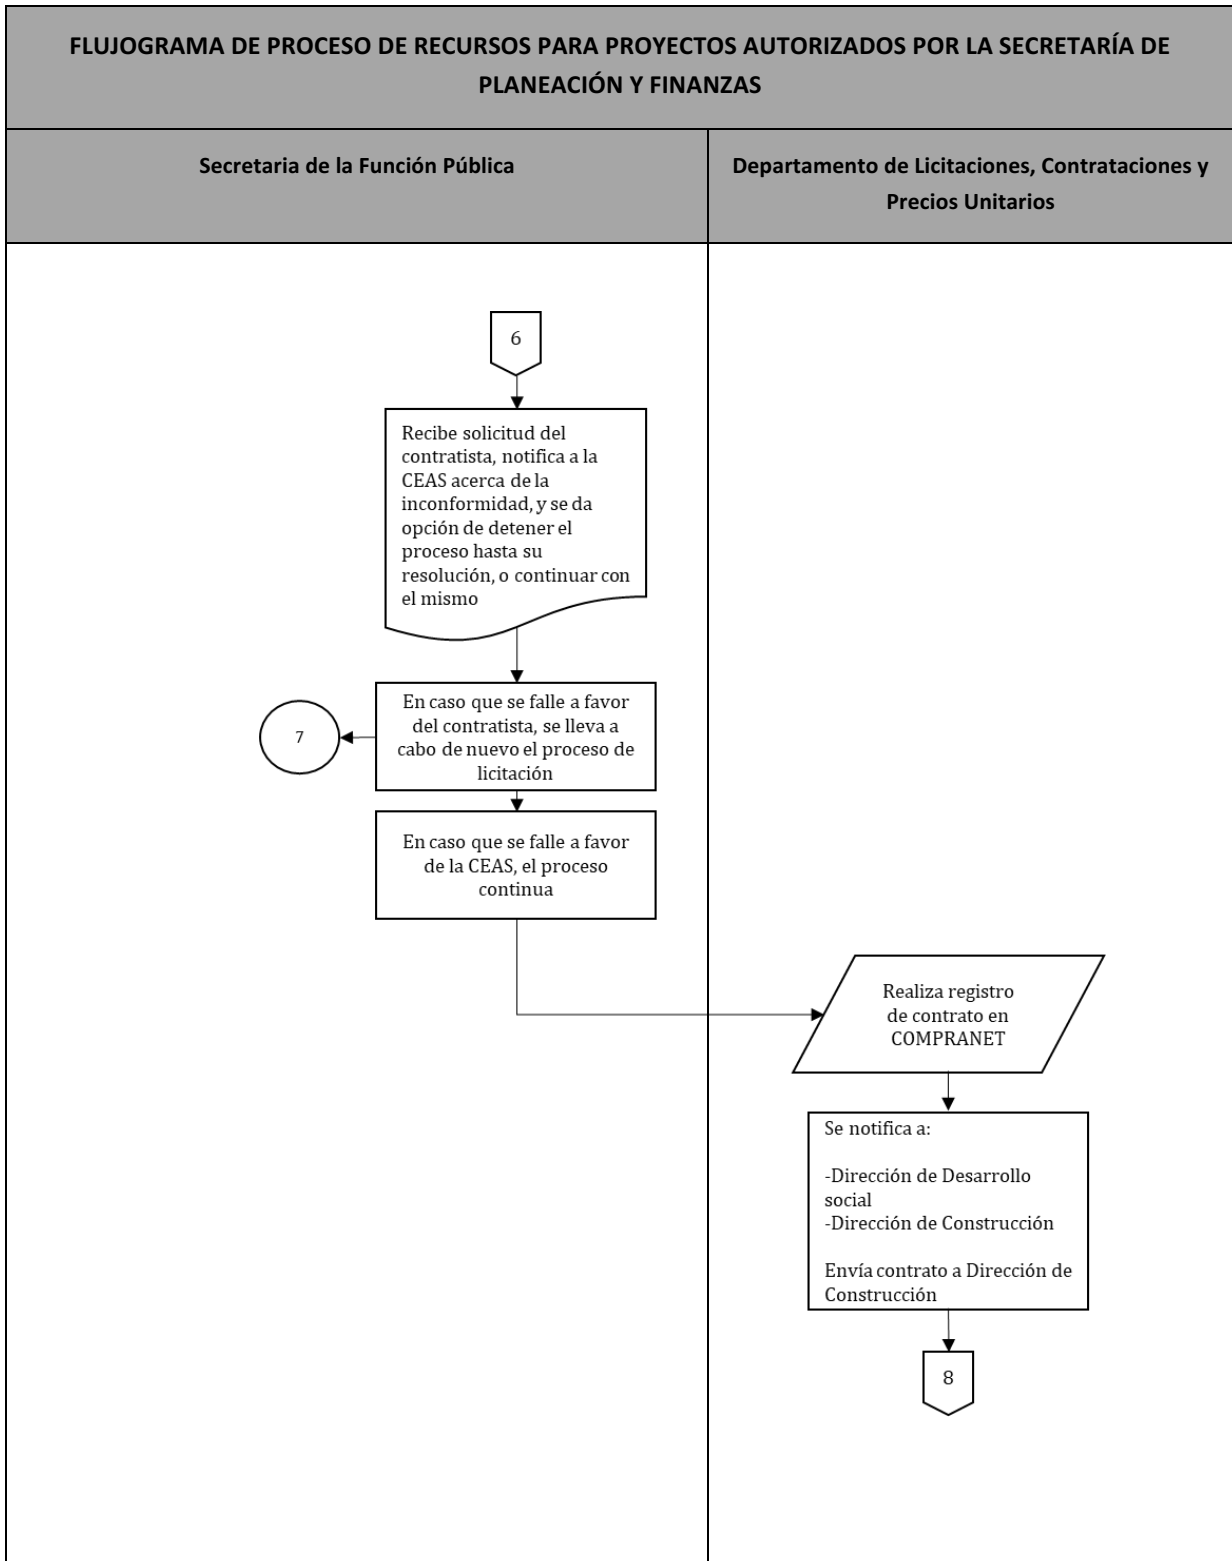 FLUJOGRAMA DE PROCESO DE RECURSOS PARA PROYECTOS AUTORIZADOS POR LA SECRETARÍA DE
PLANEACIÓN Y FINANZAS
Secretaria de la Función Pública
Departamento de Licitaciones, Contrataciones y
Precios Unitarios
6
Recibe solicitud del
contratista, notifica a la
CEAS acerca de la
inconformidad, y se da
opción de detener el
proceso hasta su
resolución, o continuar con
el mismo
En caso que se falle a favor
del contratista, se lleva a
cabo de nuevo el proceso de
licitación
7
En caso que se falle a favor
de la CEAS, el proceso
continua
Realiza registro
de contrato en
COMPRANET
Se notifica a:
-Dirección de Desarrollo
social
-Dirección de Construcción
Envía contrato a Dirección de
Construcción
8